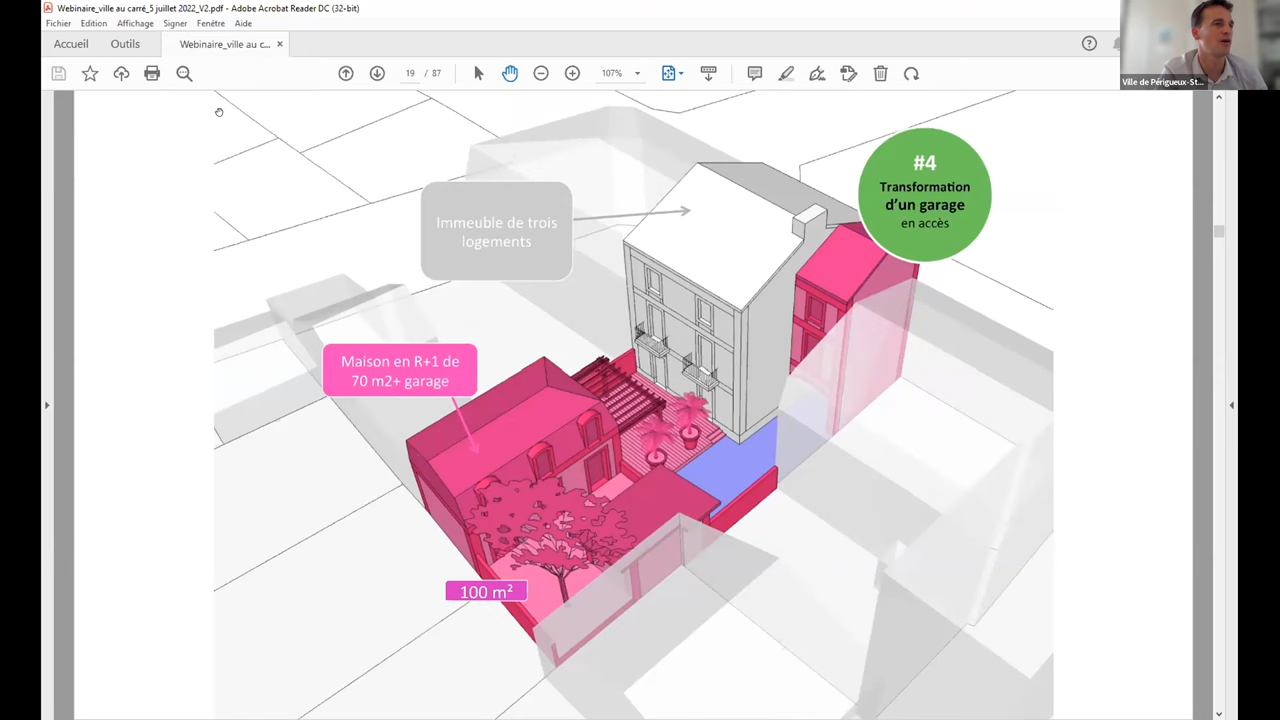 Webinaire_ville au carré_5 juillet 2022_V2.pdf - Adobe Acrobat Reader DC (32-bit)
Fichier Edition Affichage Signer Fenêtre Aide
Accueil Outils Webinaire_ville au c... ×
19 / 87 107%
Ville de Périgueux-St...
#4
Transformation
d'un garage
en accès
Immeuble de trois
logements
Maison en R+1 de
70 m2+ garage
100 m²